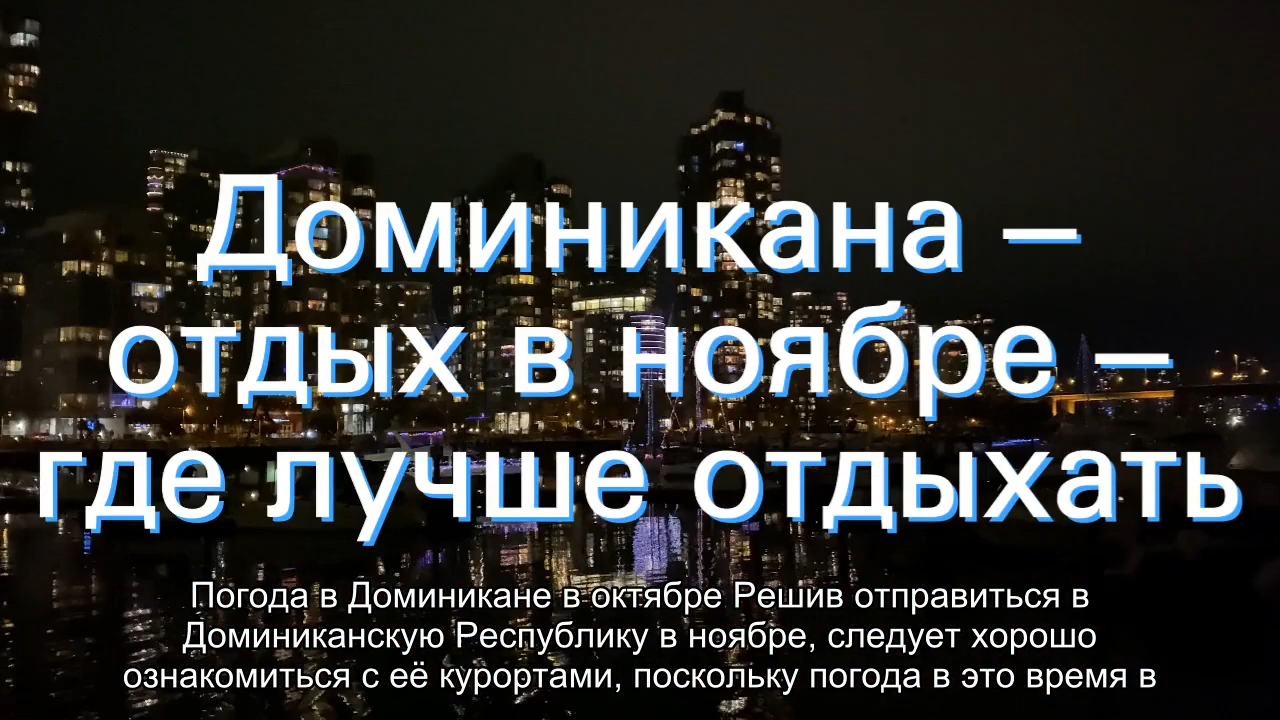 Доминикана –
отдых в ноябре –
где лучше отдыхать
Погода в Доминикане в октябре Решив отправиться в
Доминиканскую Республику в ноябре, следует хорошо
ознакомиться с её курортами, поскольку погода в это время в